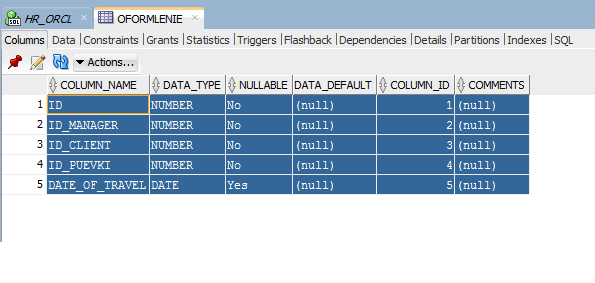 HR_ORCL OFORMLENIE
Columns Data Constraints Grants Statistics Triggers Flashback Dependencies Details Partitions Indexes SQL
Actions...
COLUMN_NAME DATA_TYPE NULLABLE DATA_DEFAULT COLUMN_ID COMMENTS
1 ID NUMBER No (null) 1 (null)
2 ID_MANAGER NUMBER No (null) 2 (null)
3 ID_CLIENT NUMBER No (null) 3 (null)
4 ID_PUEVKI NUMBER No (null) 4 (null)
5 DATE_OF_TRAVEL DATE Yes (null) 5 (null)